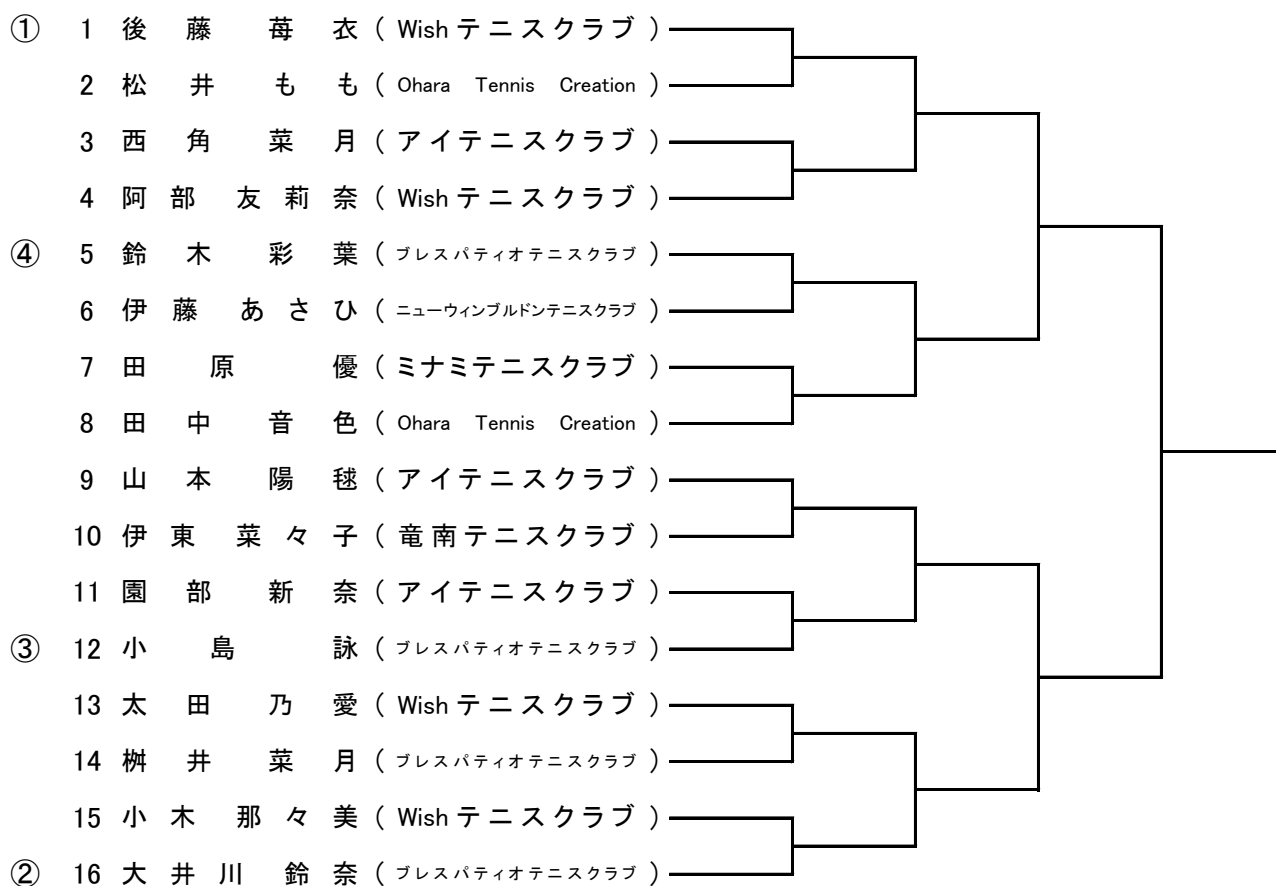 ① 1 後藤 苺衣 ( Wish テニスクラブ )
2 松井 もも ( Ohara Tennis Creation )
3 西角 菜月 ( アイテニスクラブ )
4 阿部 友莉奈 ( Wish テニスクラブ )
④ 5 鈴木 彩葉 ( ブレスパティオテニスクラブ )
6 伊藤 あさひ ( ニューウィンブルドンテニスクラブ )
7 田原 優 ( ミナミテニスクラブ )
8 田中 音色 ( Ohara Tennis Creation )
9 山本 陽毬 ( アイテニスクラブ )
10 伊東 菜々子 ( 竜南テニスクラブ )
11 園部 新奈 ( アイテニスクラブ )
③ 12 小島 詠 ( ブレスパティオテニスクラブ )
13 太田 乃愛 ( Wish テニスクラブ )
14 桝井 菜月 ( ブレスパティオテニスクラブ )
15 小木 那々美 ( Wish テニスクラブ )
② 16 大井川 鈴奈 ( ブレスパティオテニスクラブ )